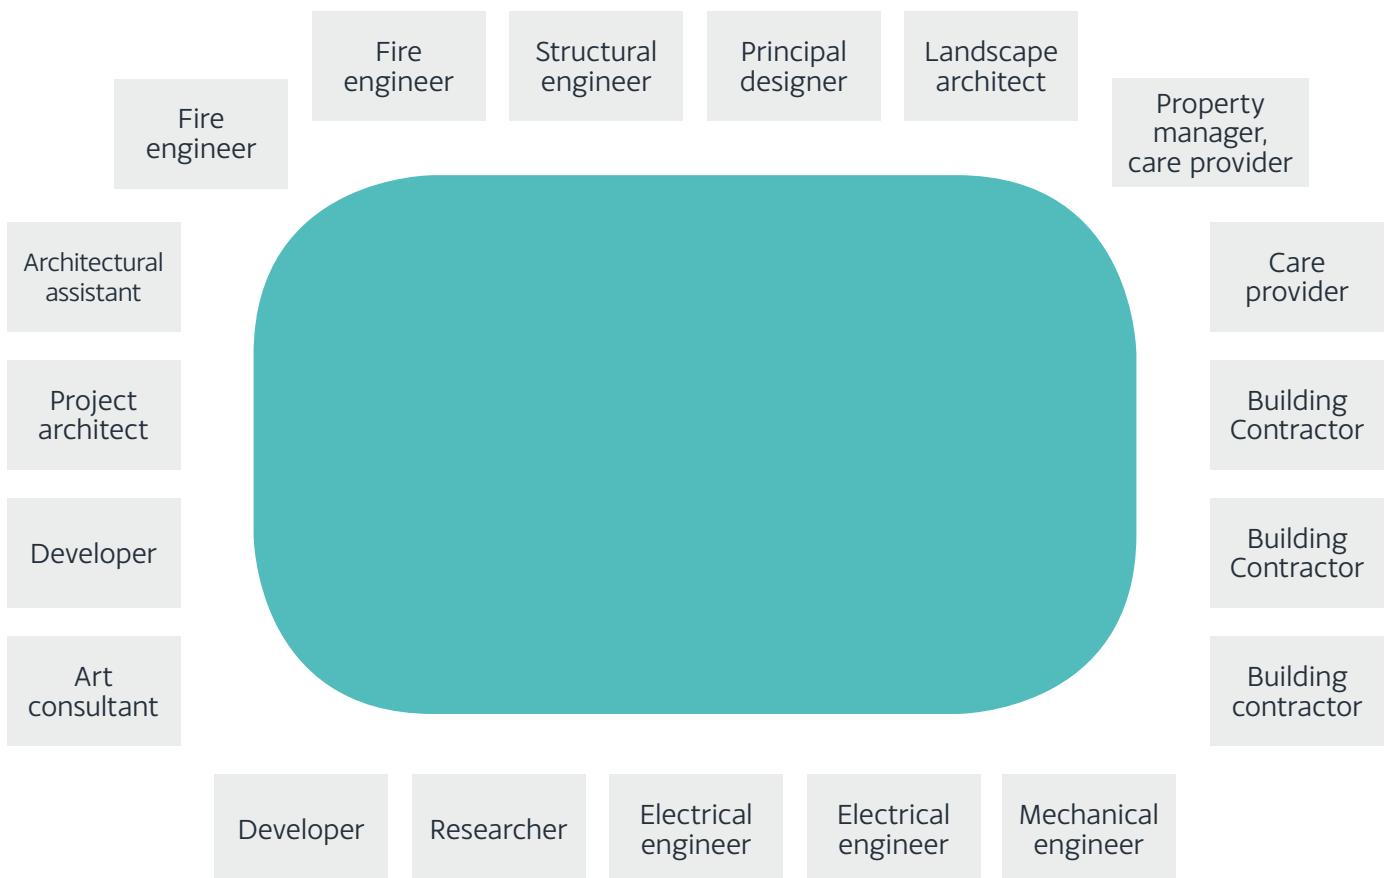 Fire
engineer
Structural
engineer
Principal
designer
Landscape
architect
Fire
engineer
Property
manager,
care provider
Architectural
assistant
Care
provider
Project
architect
Building
Contractor
Developer
Building
Contractor
Art
consultant
Building
contractor
Developer
Researcher
Electrical
engineer
Electrical
engineer
Mechanical
engineer